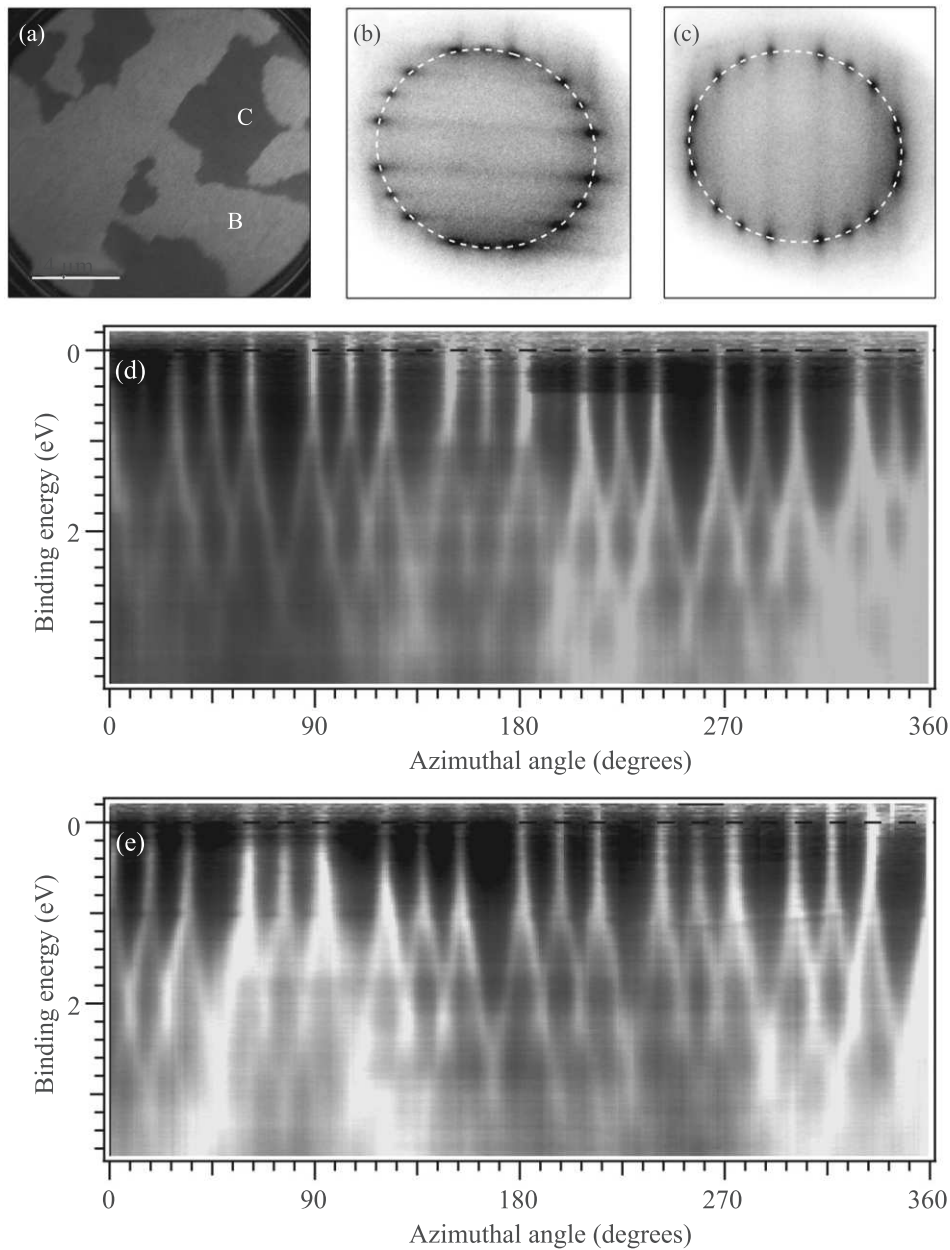 (a)
C
B
(b)
(c)
0
(d)
2
Binding energy (eV)
0
90
180
270
360
Azimuthal angle (degrees)
0
(e)
2
Binding energy (eV)
0
90
180
270
360
Azimuthal angle (degrees)